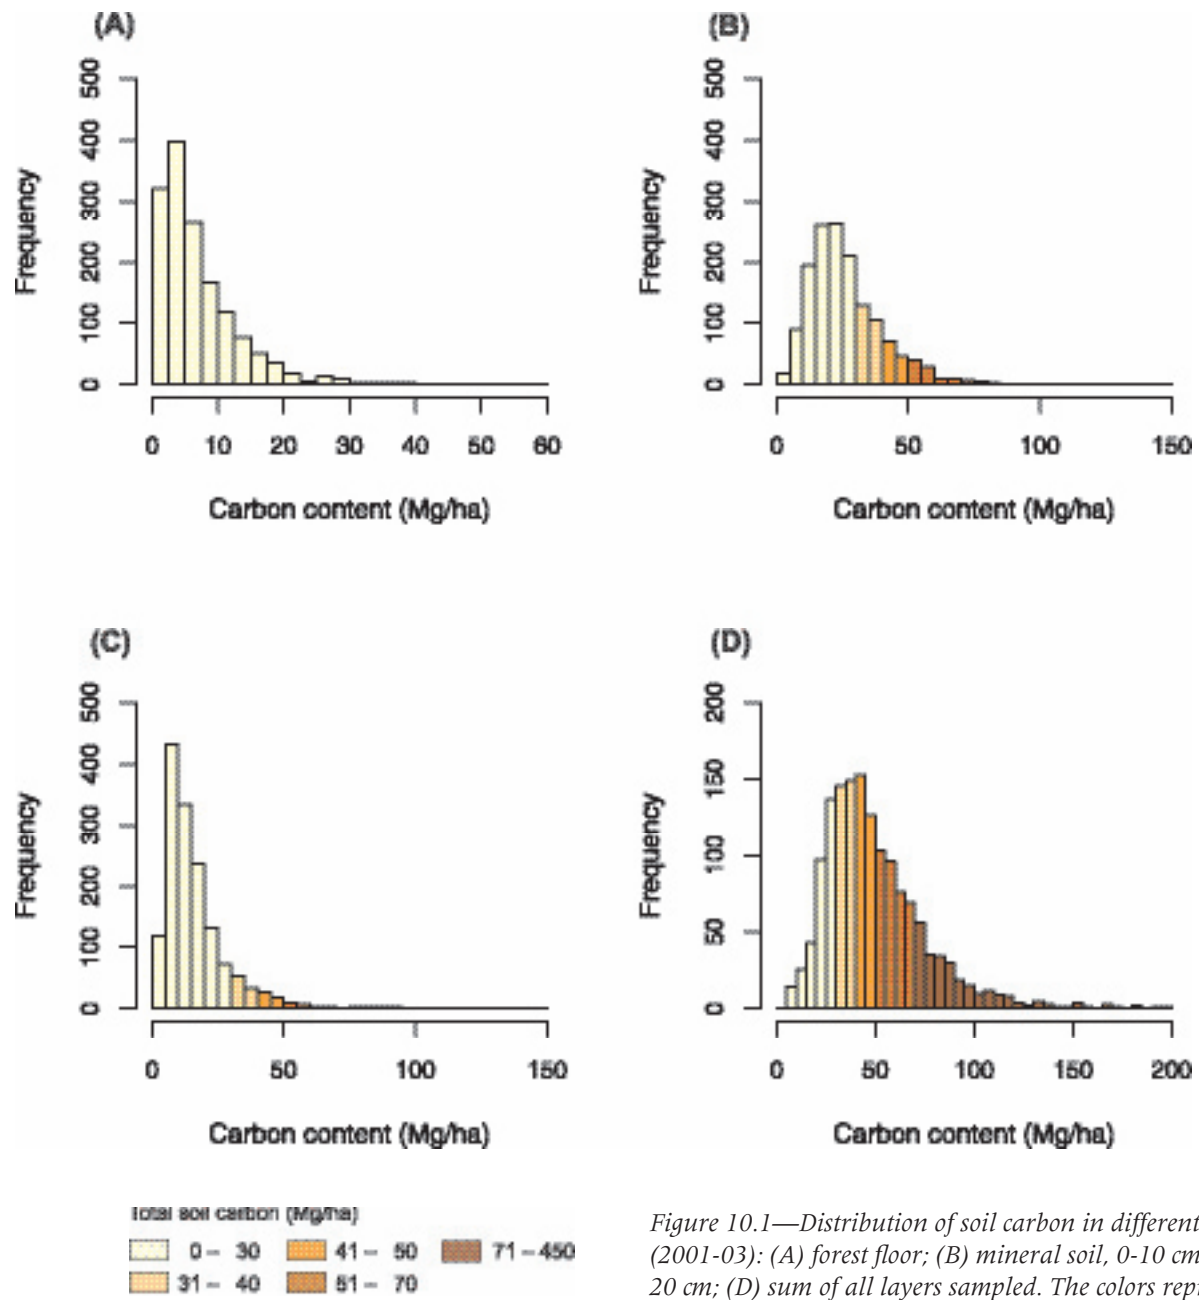 (A)
Frequency
500
400
300
200
100
0
0 10 20 30 40 50 60
Carbon content (Mg/ha)
(B)
Frequency
500
400
300
200
100
0
0 50 100 150
Carbon content (Mg/ha)
(C)
Frequency
500
400
300
200
100
0
0 50 100 150
Carbon content (Mg/ha)
(D)
Frequency
200
150
100
50
0
0 50 100 150 200
Carbon content (Mg/ha)
Total soil carbon (Mg/ha)
0 – 30 41 – 50 71 – 450
31 – 40 51 – 70
Figure 10.1—Distribution of soil carbon in different
(2001-03): (A) forest floor; (B) mineral soil, 0-10 cm
20 cm; (D) sum of all layers sampled. The colors